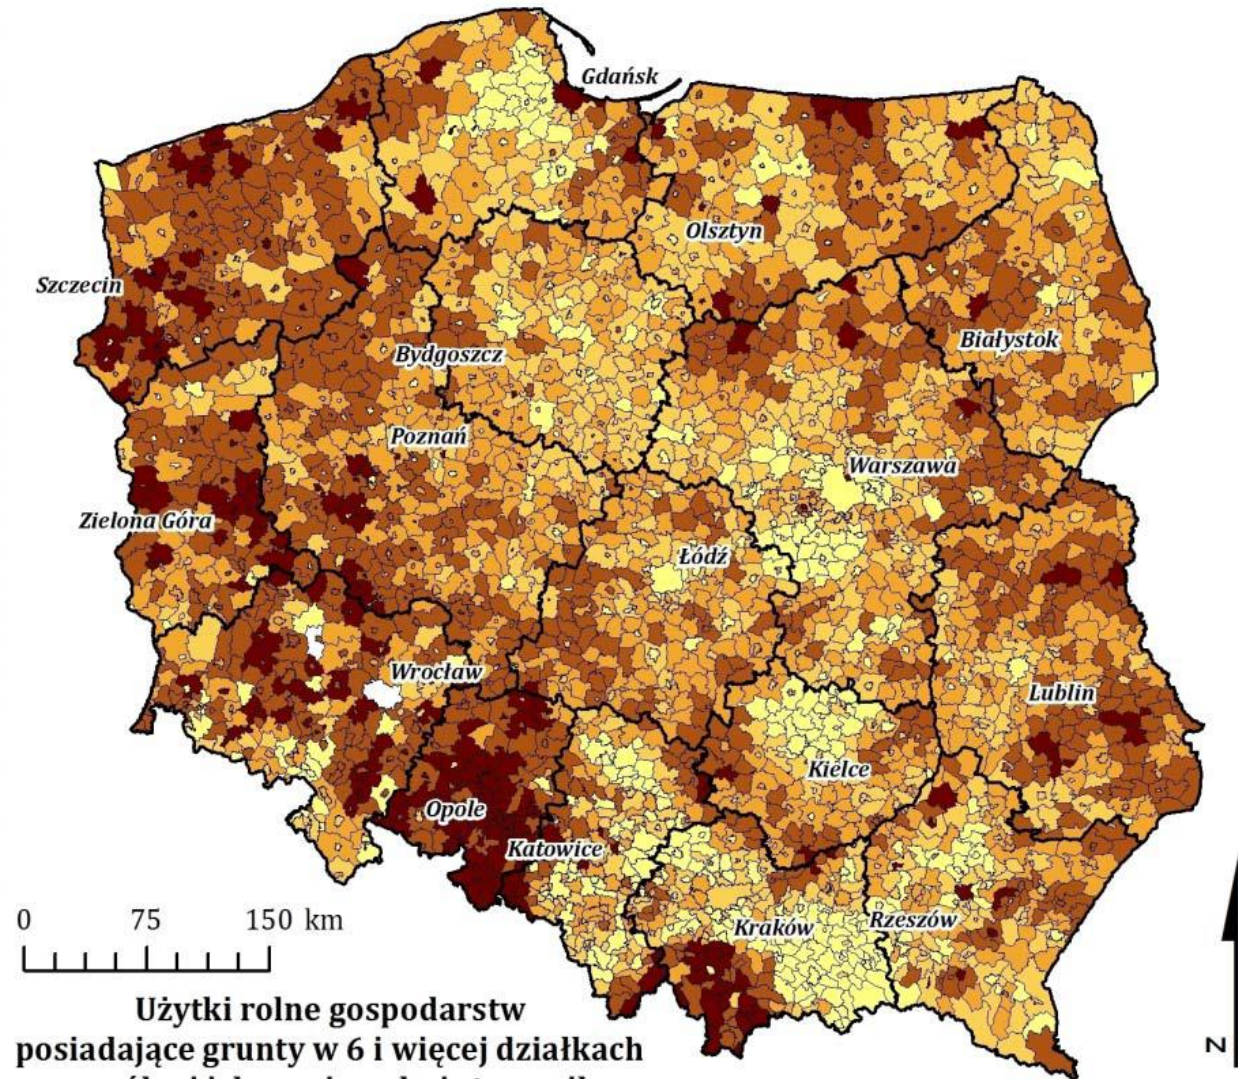 Gdańsk
Olsztyn
Szczecin
Białystok
Bydgoszcz
Poznań
Warszawa
Zielona Góra
Łódź
Wrocław
Lublin
Kielce
Opole
Katowice
Kraków
Rzeszów
0 75 150 km
Użytki rolne gospodarstw
posiadające grunty w 6 i więcej działkach
N